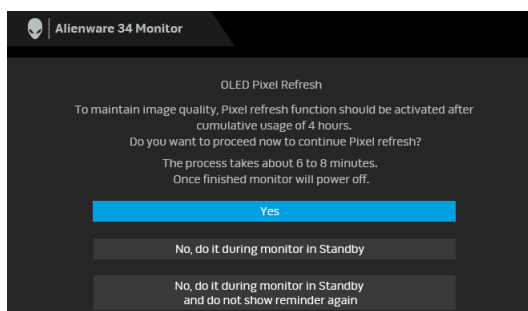 Alienware 34 Monitor
OLED Pixel Refresh
To maintain image quality, Pixel refresh function should be activated after
cumulative usage of 4 hours.
Do you want to proceed now to continue Pixel refresh?
The process takes about 6 to 8 minutes.
Once finished monitor will power off.
Yes
No, do it during monitor in Standby
No, do it during monitor in Standby
and do not show reminder again